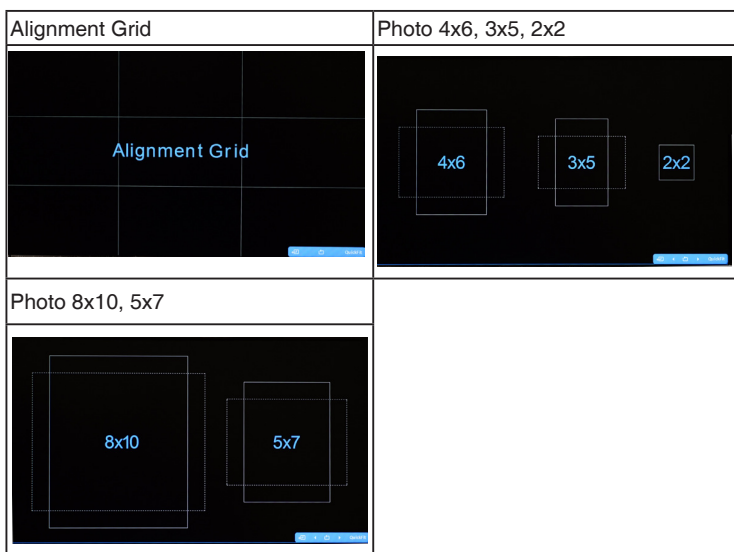 Alignment Grid
Photo 4x6, 3x5, 2x2
Alignment Grid
4x6
3x5
2x2
Photo 8x10, 5x7
8x10
5x7